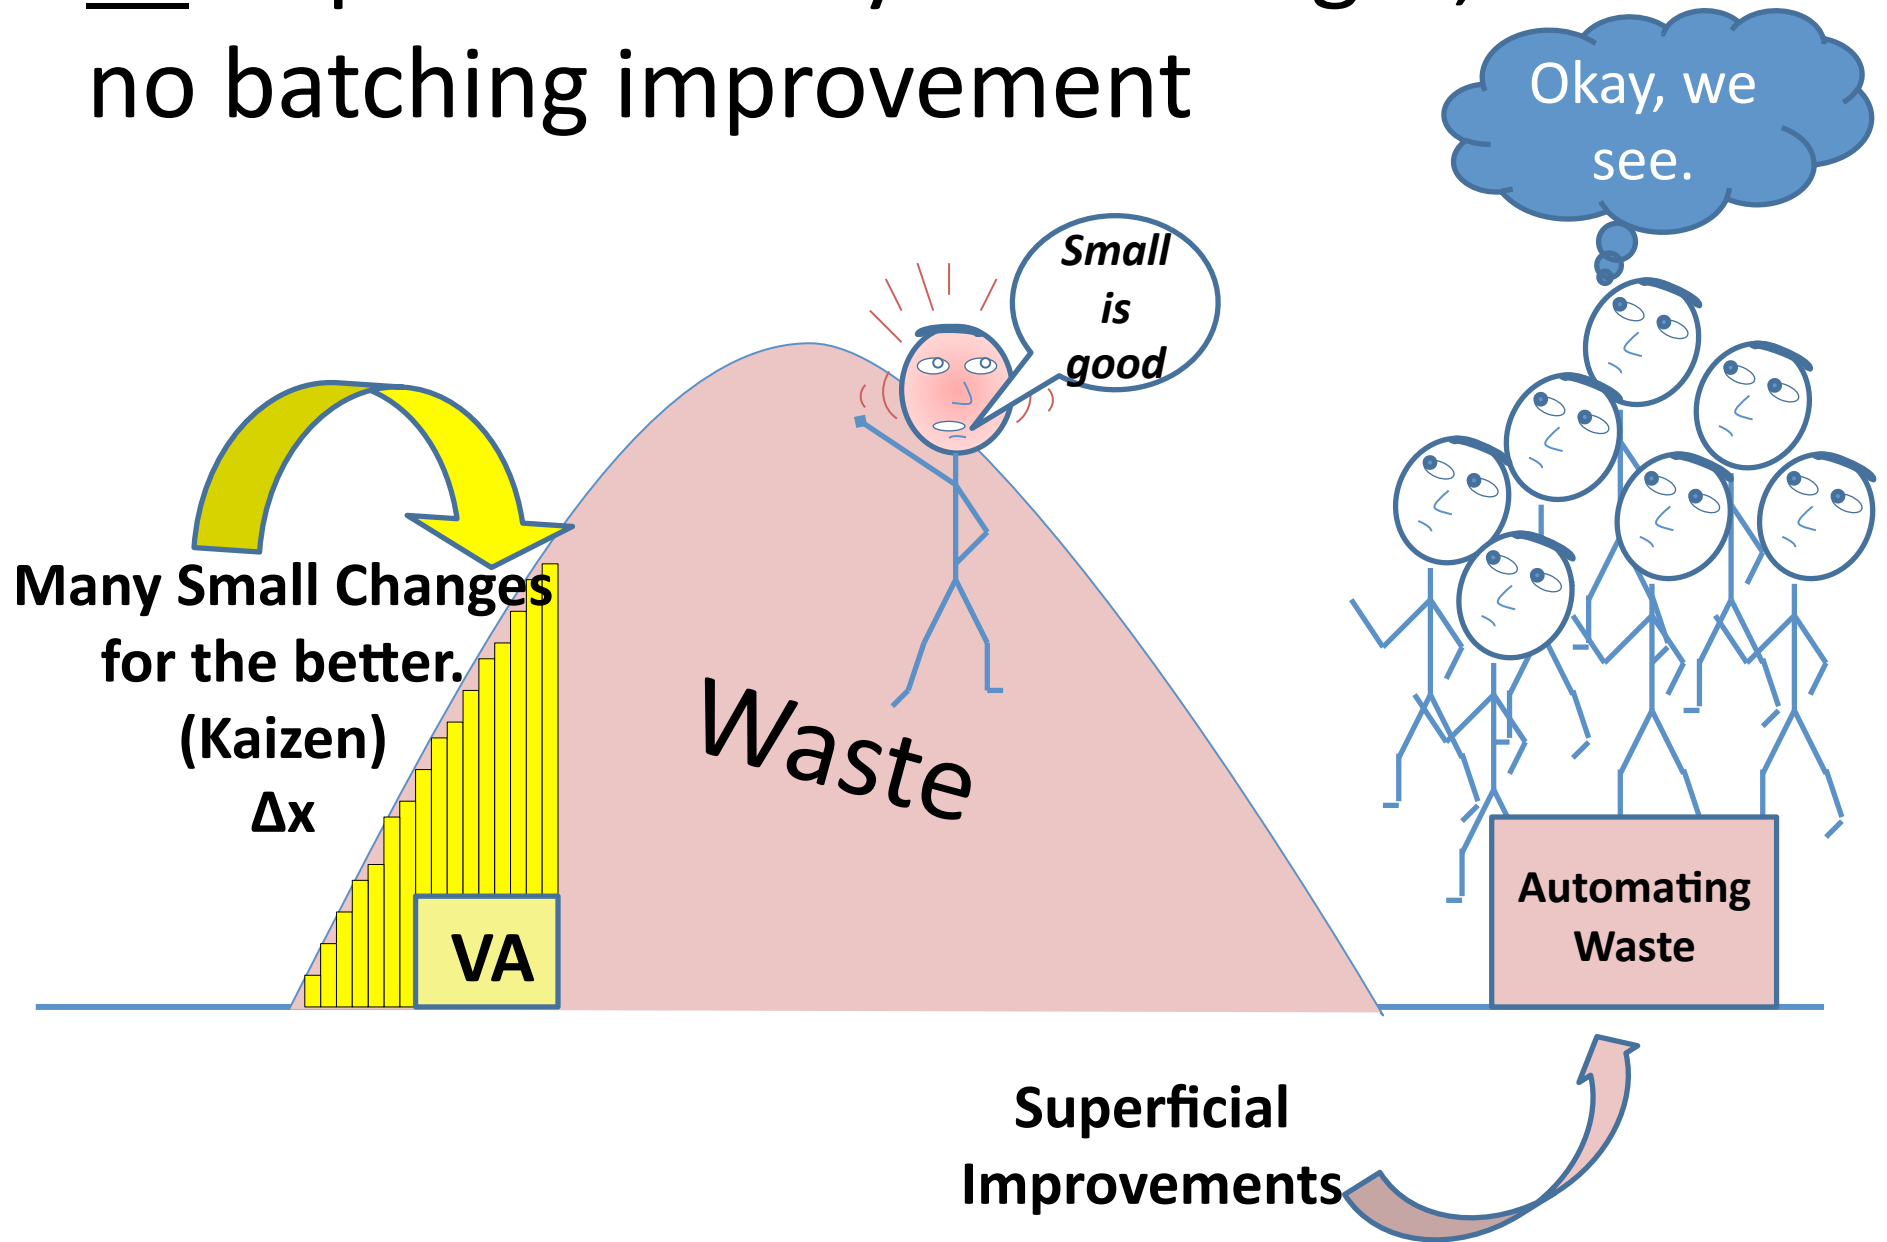 no batching improvement
Okay, we
see.
Small
is
good
Many Small Changes
for the better.
(Kaizen)
Δx
Waste
VA
Automating
Waste
Superficial
Improvements